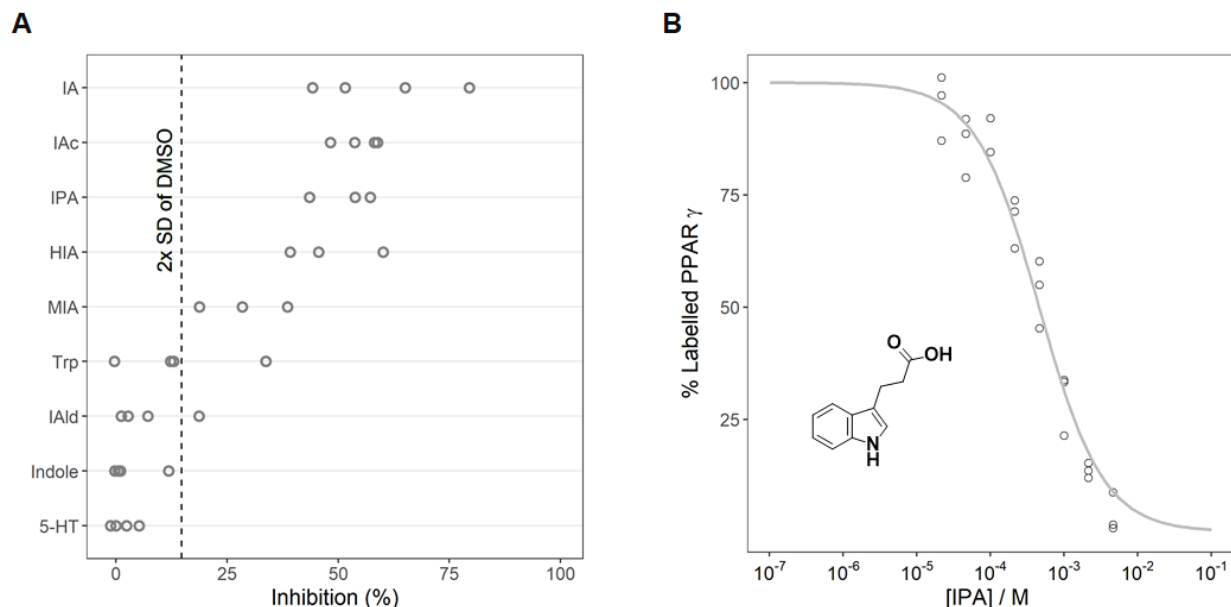 A
IA
IAc
IPA
HIA
MIA
Trp
IAld
Indole
5-HT
2x SD of DMSO
0 25 50 75 100
Inhibition (%)
B
% Labelled PPAR γ
100
75
50
25
O
OH
N
H
10⁻⁷ 10⁻⁶ 10⁻⁵ 10⁻⁴ 10⁻³ 10⁻² 10⁻¹
[IPA] / M